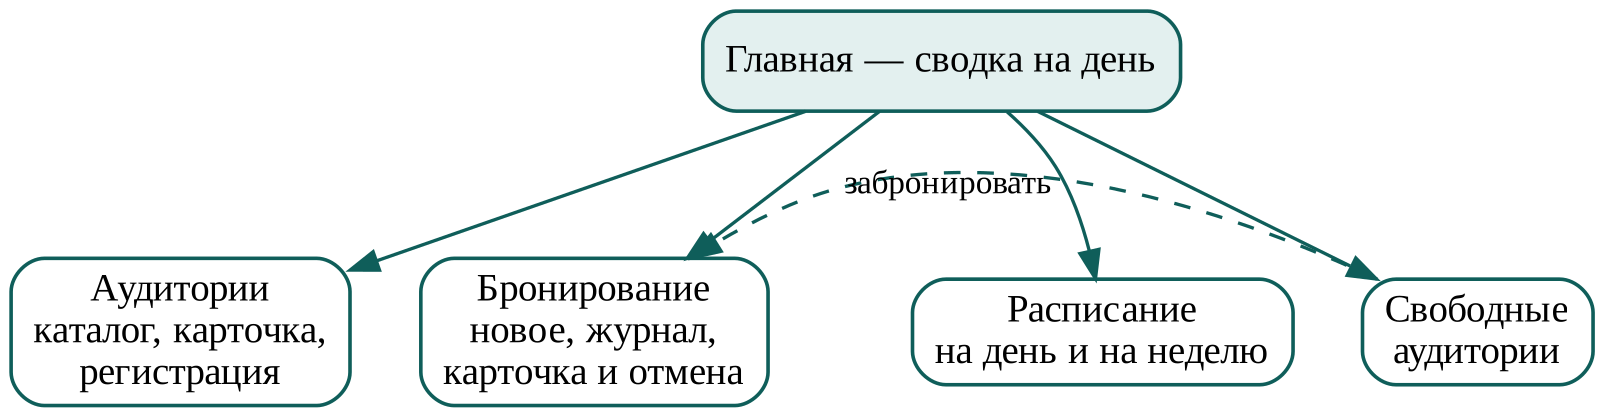 Главная — сводка на день
забронировать
Аудитории
каталог, карточка,
регистрация
Бронирование
новое, журнал,
карточка и отмена
Расписание
на день и на неделю
Свободные
аудитории